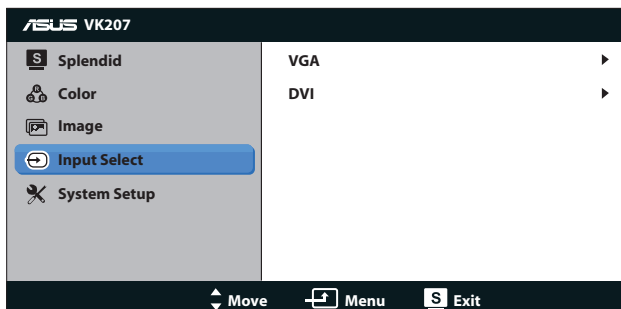 ASUS VK207
S Splendid
Color
Image
Input Select
System Setup
VGA
DVI
Move Menu S Exit